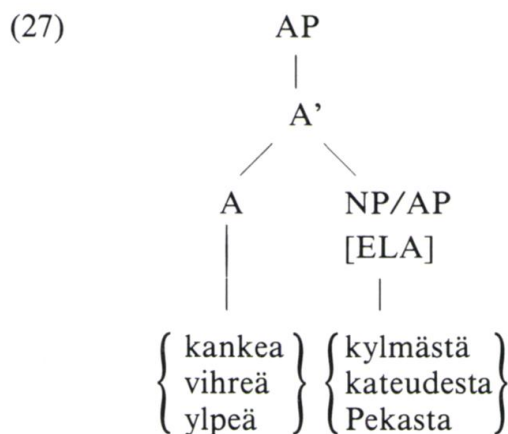 (27) AP
A'
A NP/AP
[ELA]
{ kankea } { kylmästä }
{ vihreä } { kateudesta }
{ ylpeä } { Pekasta }